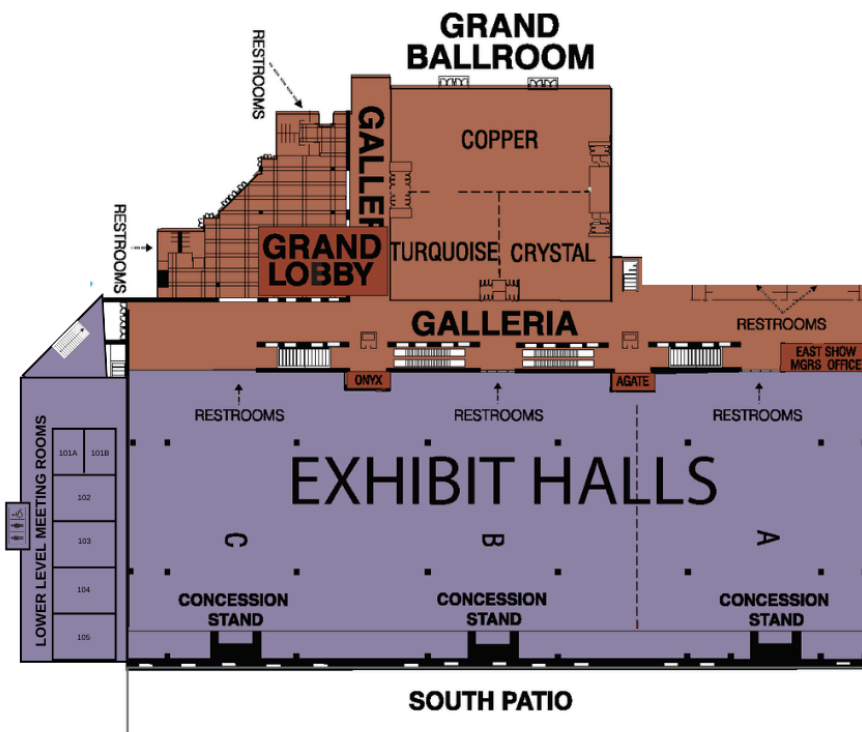 GRAND
BALLROOM
RESTROOMS
GALLER
COPPER
RESTROOMS
GRAND
LOBBY
TURQUOISE
CRYSTAL
GALLERIA
RESTROOMS
EAST SHOW
MGRS OFFICE
ONYX
AGATE
RESTROOMS
RESTROOMS
RESTROOMS
LOWER LEVEL MEETING ROOMS
101A
101B
102
103
104
105
EXHIBIT HALLS
C
B
A
CONCESSION
STAND
CONCESSION
STAND
CONCESSION
STAND
SOUTH PATIO